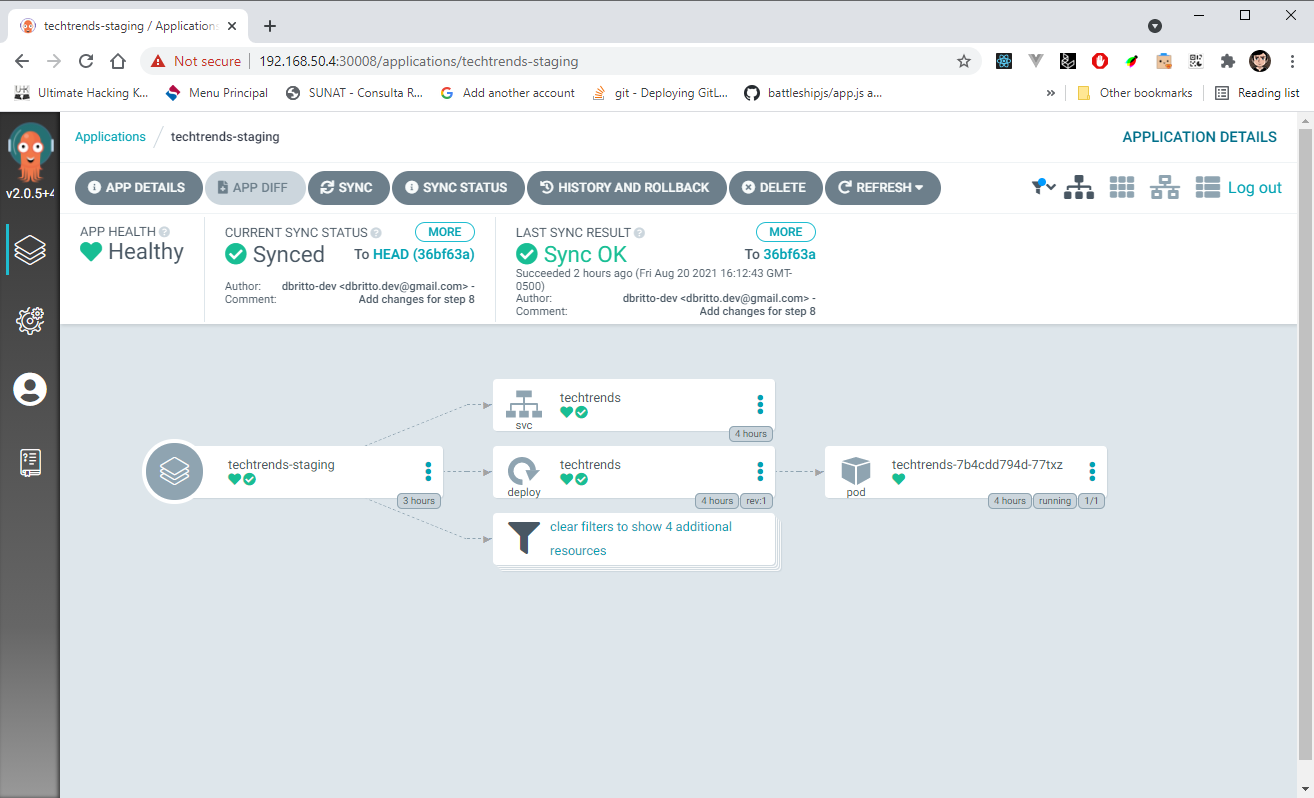 techtrends-staging / Application
Not secure
192.168.50.4:30008/applications/techtrends-staging
UHK
Ultimate Hacking K...
Menu Principal
SUNAT - Consulta R...
Add another account
git - Deploying GitL...
battleshipjs/app.js a...
»
Other bookmarks
Reading list
v2.0.5+4
Applications / techtrends-staging
APPLICATION DETAILS
APP DETAILS
APP DIFF
SYNC
SYNC STATUS
HISTORY AND ROLLBACK
DELETE
REFRESH
Log out
APP HEALTH
Healthy
CURRENT SYNC STATUS
MORE
Synced
To HEAD (36bf63a)
Author: dbritto-dev <dbritto.dev@gmail.com> -
Comment: Add changes for step 8
LAST SYNC RESULT
MORE
Sync OK
To 36bf63a
Succeeded 2 hours ago (Fri Aug 20 2021 16:12:43 GMT-
0500)
Author: dbritto-dev <dbritto.dev@gmail.com> -
Comment: Add changes for step 8
techtrends
svc
4 hours
techtrends-staging
3 hours
techtrends
deploy
4 hours
rev:1
techtrends-7b4cdd794d-77txz
pod
4 hours
running
1/1
clear filters to show 4 additional
resources